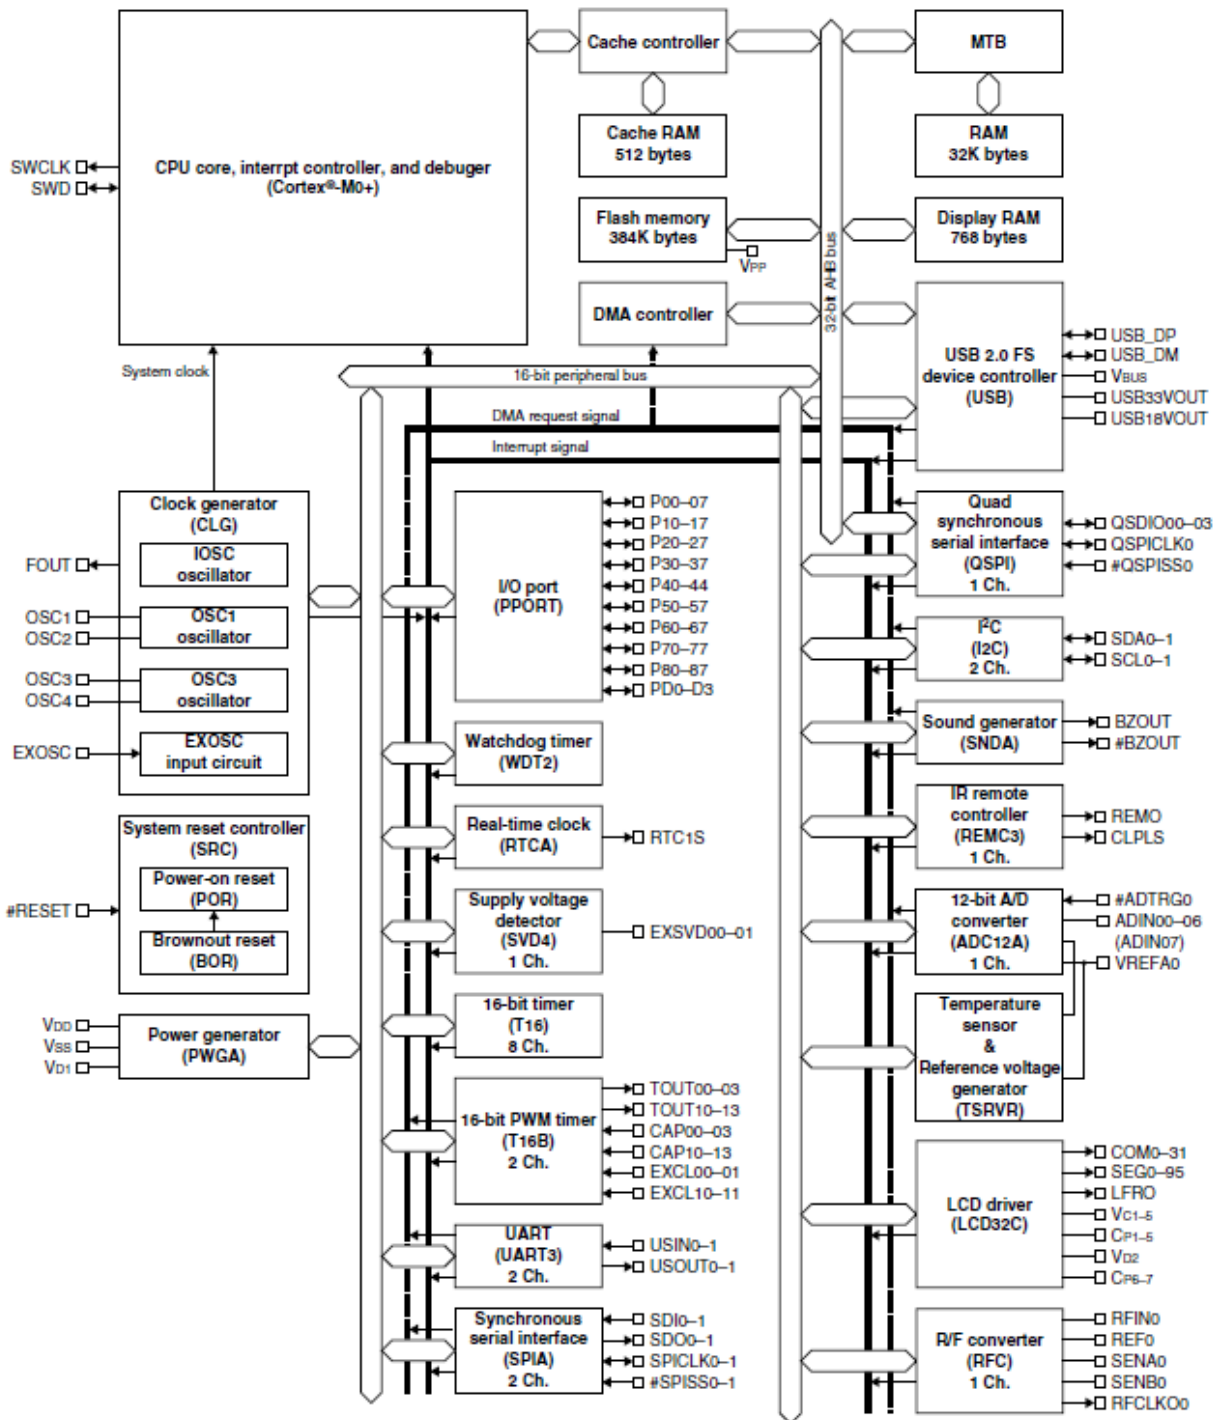 Cache controller
MTB
Cache RAM
512 bytes
RAM
32K bytes
SWCLK
SWD
CPU core, interrpt controller, and debuger
(Cortex®-M0+)
Flash memory
384K bytes
VPP
Display RAM
768 bytes
32-bit AHB bus
DMA controller
USB 2.0 FS
device controller
(USB)
USB_DP
USB_DM
VBUS
USB33VOUT
USB18VOUT
System clock
16-bit peripheral bus
DMA request signal
Interrupt signal
Clock generator
(CLG)
IOSC
oscillator
OSC1
oscillator
OSC3
oscillator
EXOSC
input circuit
FOUT
OSC1
OSC2
OSC3
OSC4
EXOSC
I/O port
(PPORT)
P00–07
P10–17
P20–27
P30–37
P40–44
P50–57
P60–67
P70–77
P80–87
PD0–D3
Quad
synchronous
serial interface
(QSPI)
1 Ch.
QSDIO00–03
QSPICLK0
#QSPISS0
I²C
(I2C)
2 Ch.
SDA0–1
SCL0–1
Watchdog timer
(WDT2)
Sound generator
(SNDA)
BZOUT
#BZOUT
System reset controller
(SRC)
Power-on reset
(POR)
Brownout reset
(BOR)
#RESET
Real-time clock
(RTCA)
RTC1S
IR remote
controller
(REMC3)
1 Ch.
REMO
CLPLS
Supply voltage
detector
(SVD4)
1 Ch.
EXSVD00–01
12-bit A/D
converter
(ADC12A)
1 Ch.
#ADTRG0
ADIN00–06
(ADIN07)
VREFA0
VDD
VSS
VD1
Power generator
(PWGA)
16-bit timer
(T16)
8 Ch.
Temperature
sensor
&
Reference voltage
generator
(TSRVR)
16-bit PWM timer
(T16B)
2 Ch.
TOUT00–03
TOUT10–13
CAP00–03
CAP10–13
EXCL00–01
EXCL10–11
LCD driver
(LCD32C)
COM0–31
SEG0–95
LFRO
VC1–5
CP1–5
VD2
CP6–7
UART
(UART3)
2 Ch.
USIN0–1
USOUT0–1
Synchronous
serial interface
(SPIA)
2 Ch.
SDI0–1
SDO0–1
SPICLK0–1
#SPISS0–1
R/F converter
(RFC)
1 Ch.
RFIN0
REF0
SENA0
SENB0
RFCLKO0